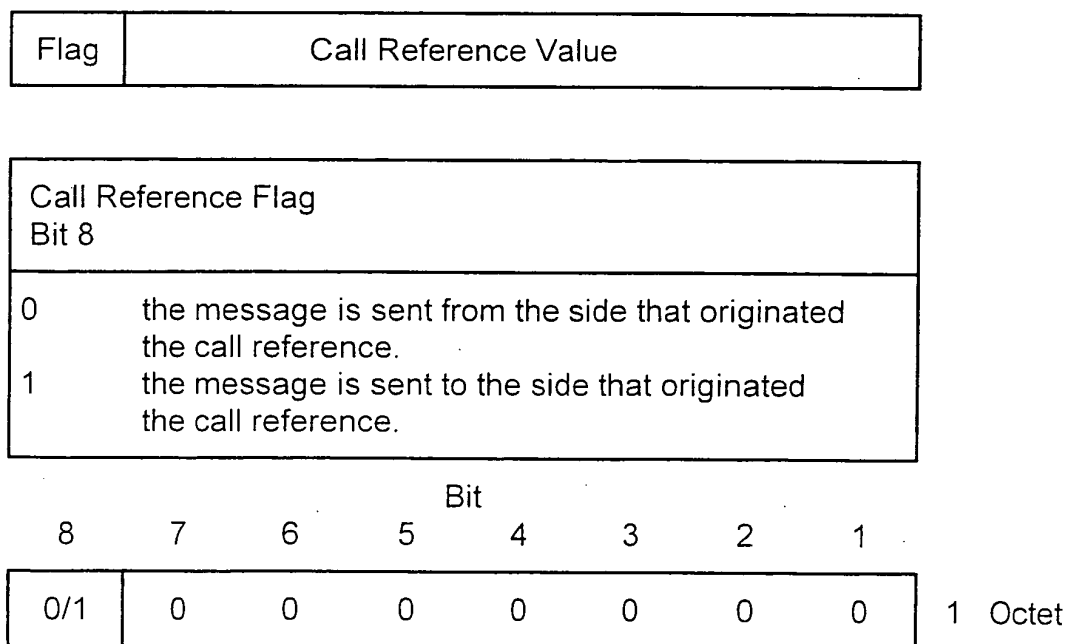 Flag Call Reference Value
Call Reference Flag
Bit 8
0 the message is sent from the side that originated
the call reference.
1 the message is sent to the side that originated
the call reference.
Bit
8 7 6 5 4 3 2 1
0/1 0 0 0 0 0 0 0 1 Octet